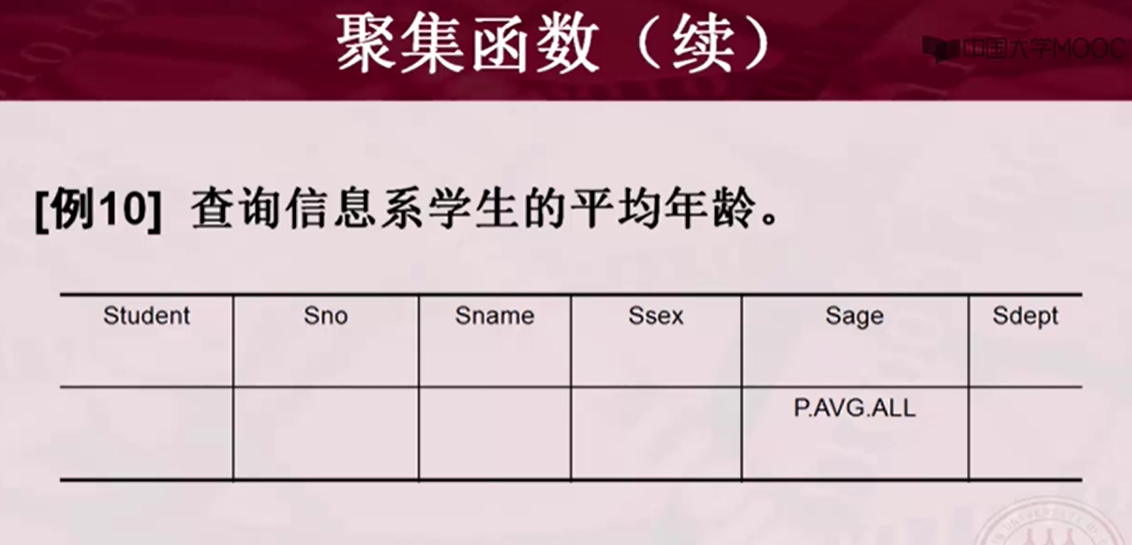 聚集函数（续）
中国大学MOOC
[例10] 查询信息系学生的平均年龄。
Student Sno Sname Ssex Sage Sdept
P.AVG.ALL